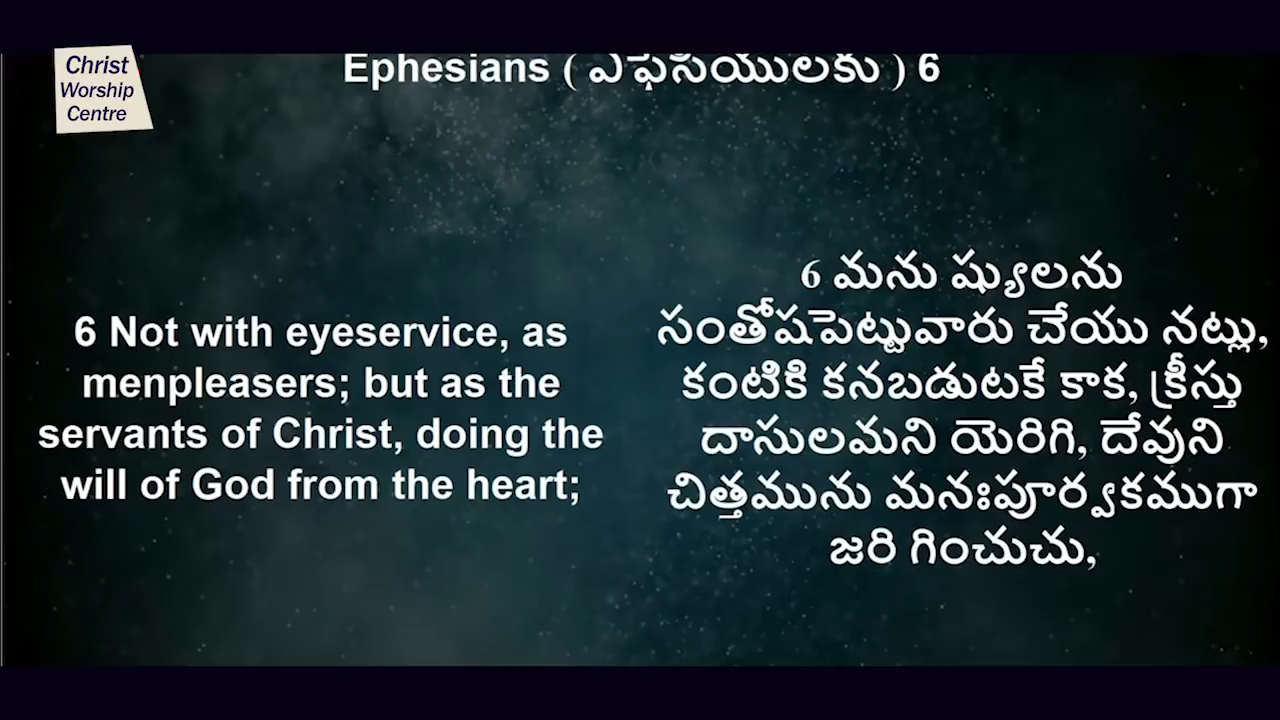 Christ
Worship
Centre
Ephesians ( ఎఫెసీయులకు ) 6
6 Not with eyeservice, as
menpleasers; but as the
servants of Christ, doing the
will of God from the heart;
6 మను ష్యులను
సంతోషపెట్టువారు చేయు నట్లు,
కంటికి కనబడుటకే కాక, క్రీస్తు
దాసులమని యెరిగి, దేవుని
చిత్తమును మనఃపూర్వకముగా
జరి గించుచు,